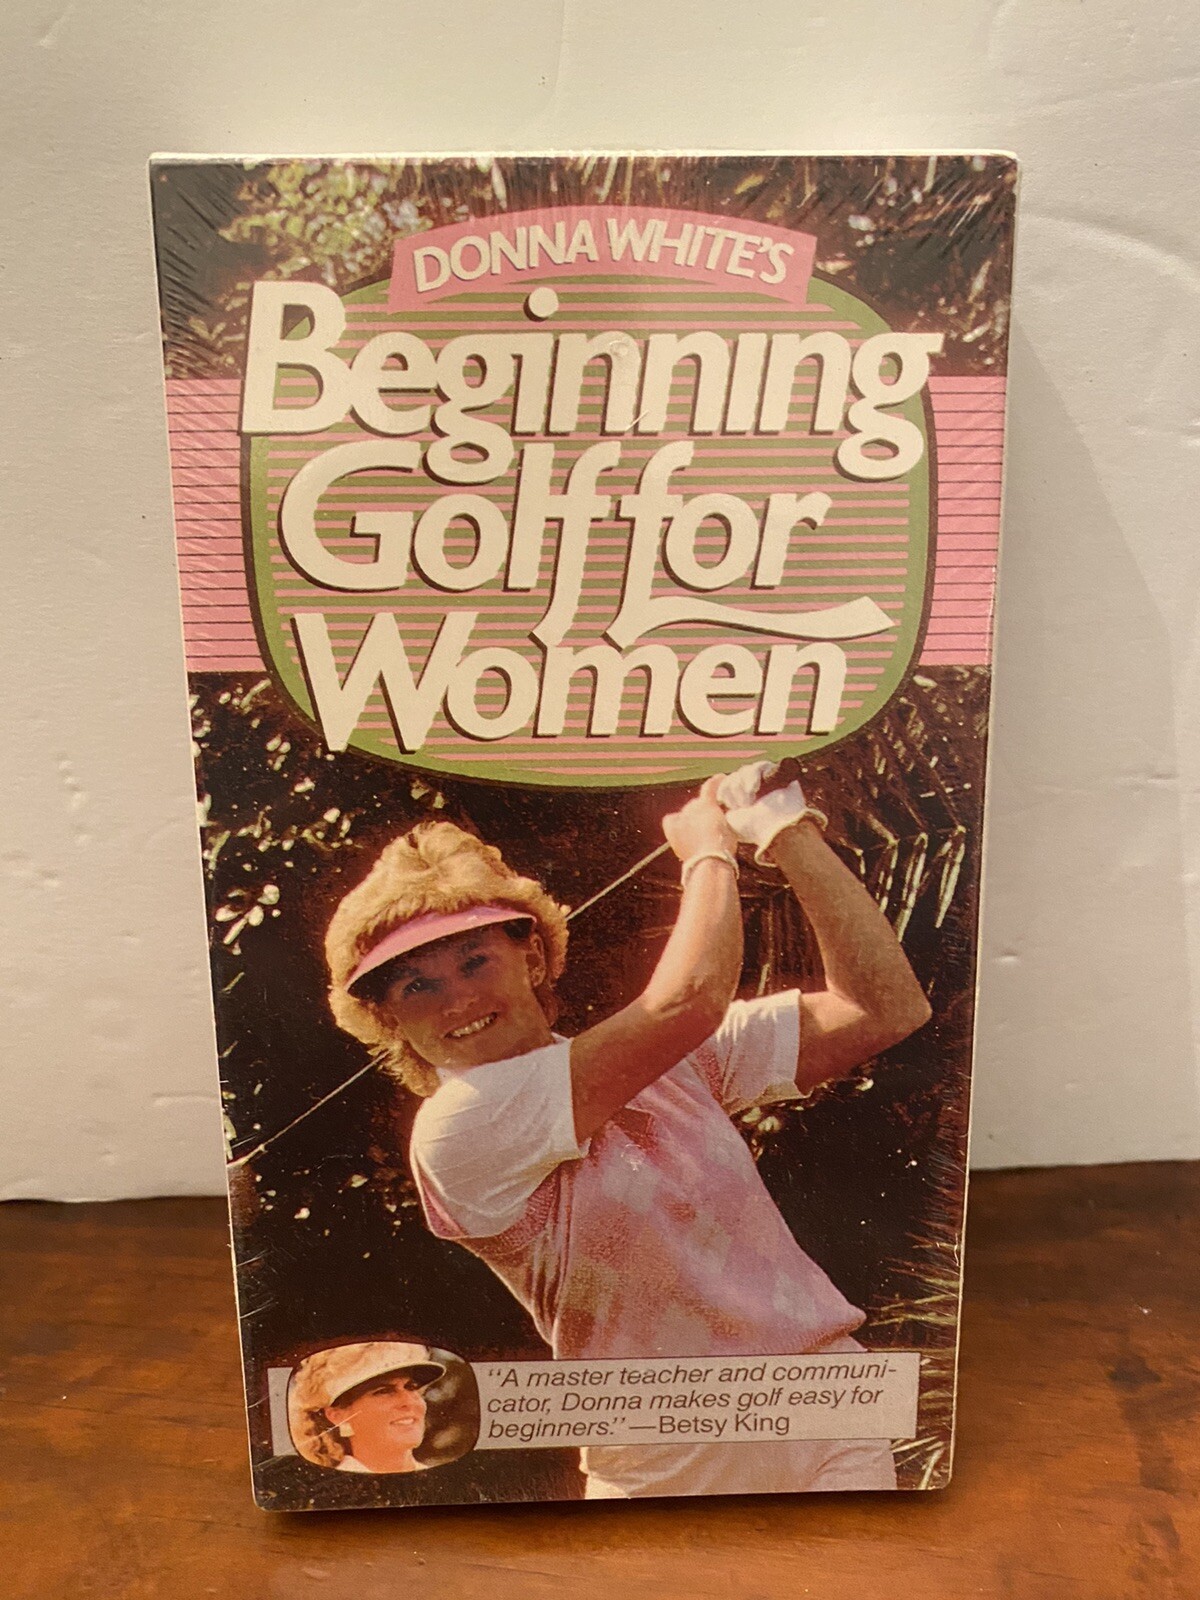 DONNA WHITE'S
Beginning
Golf for
Women
"A master teacher and communi-
cator, Donna makes golf easy for
beginners." —Betsy King